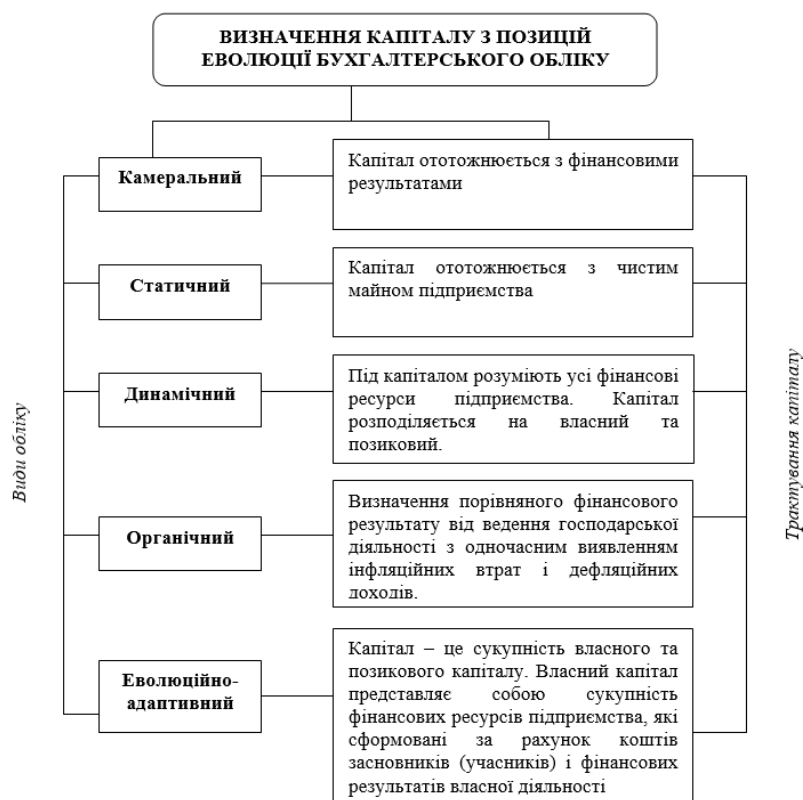 ВИЗНАЧЕННЯ КАПІТАЛУ З ПОЗИЦІЙ
ЕВОЛЮЦІЇ БУХГАЛТЕРСЬКОГО ОБЛІКУ
Види обліку
Трактування капіталу
Камеральний
Капітал ототожнюється з фінансовими
результатами
Статичний
Капітал ототожнюється з чистим
майном підприємства
Динамічний
Під капіталом розуміють усі фінансові
ресурси підприємства. Капітал
розподіляється на власний та
позиковий.
Органічний
Визначення порівняного фінансового
результату від ведення господарської
діяльності з одночасним виявленням
інфляційних втрат і дефляційних
доходів.
Еволюційно-
адаптивний
Капітал – це сукупність власного та
позикового капіталу. Власний капітал
представляє собою сукупність
фінансових ресурсів підприємства, які
сформовані за рахунок коштів
засновників (учасників) і фінансових
результатів власної діяльності